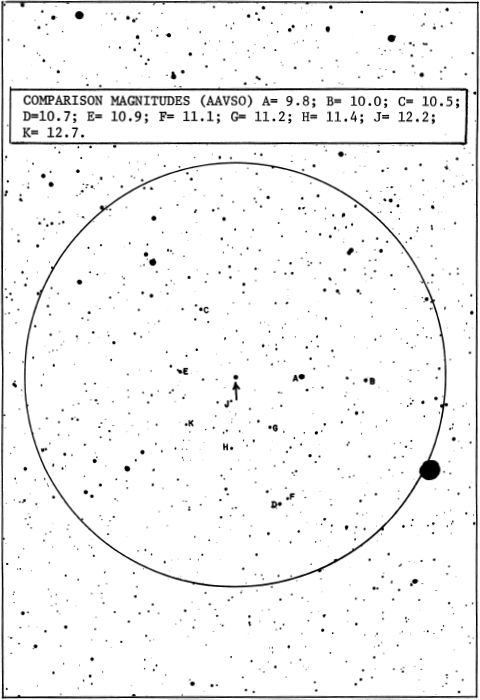 COMPARISON MAGNITUDES (AAVSO) A= 9.8; B= 10.0; C= 10.5;
D=10.7; E= 10.9; F= 11.1; G= 11.2; H= 11.4; J= 12.2;
K= 12.7.
C
E
A
B
J
K
G
H
F
D